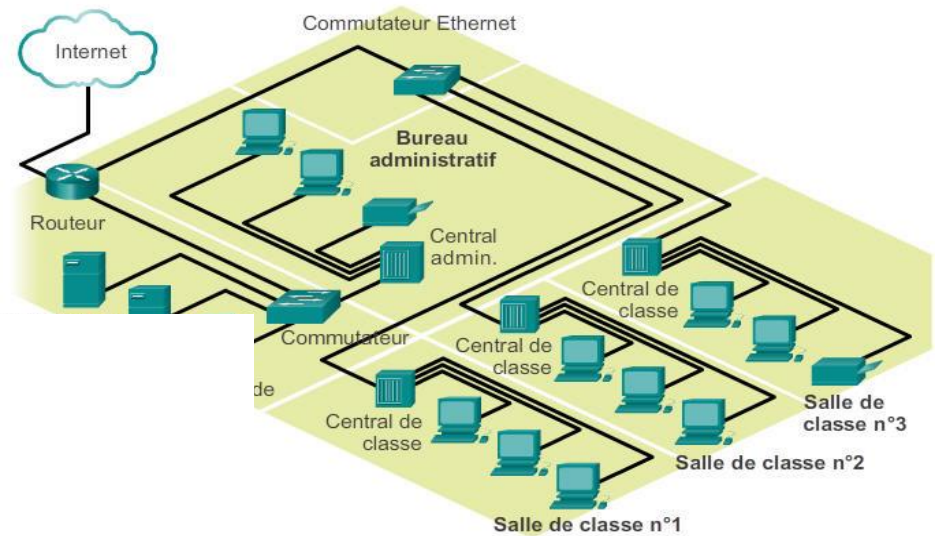 Commutateur Ethernet
Internet
Bureau
administratif
Routeur
Central
admin.
Central de
classe
Commutateur
Central de
classe
de
Central de
classe
Salle de
classe n°3
Salle de classe n°2
Salle de classe n°1